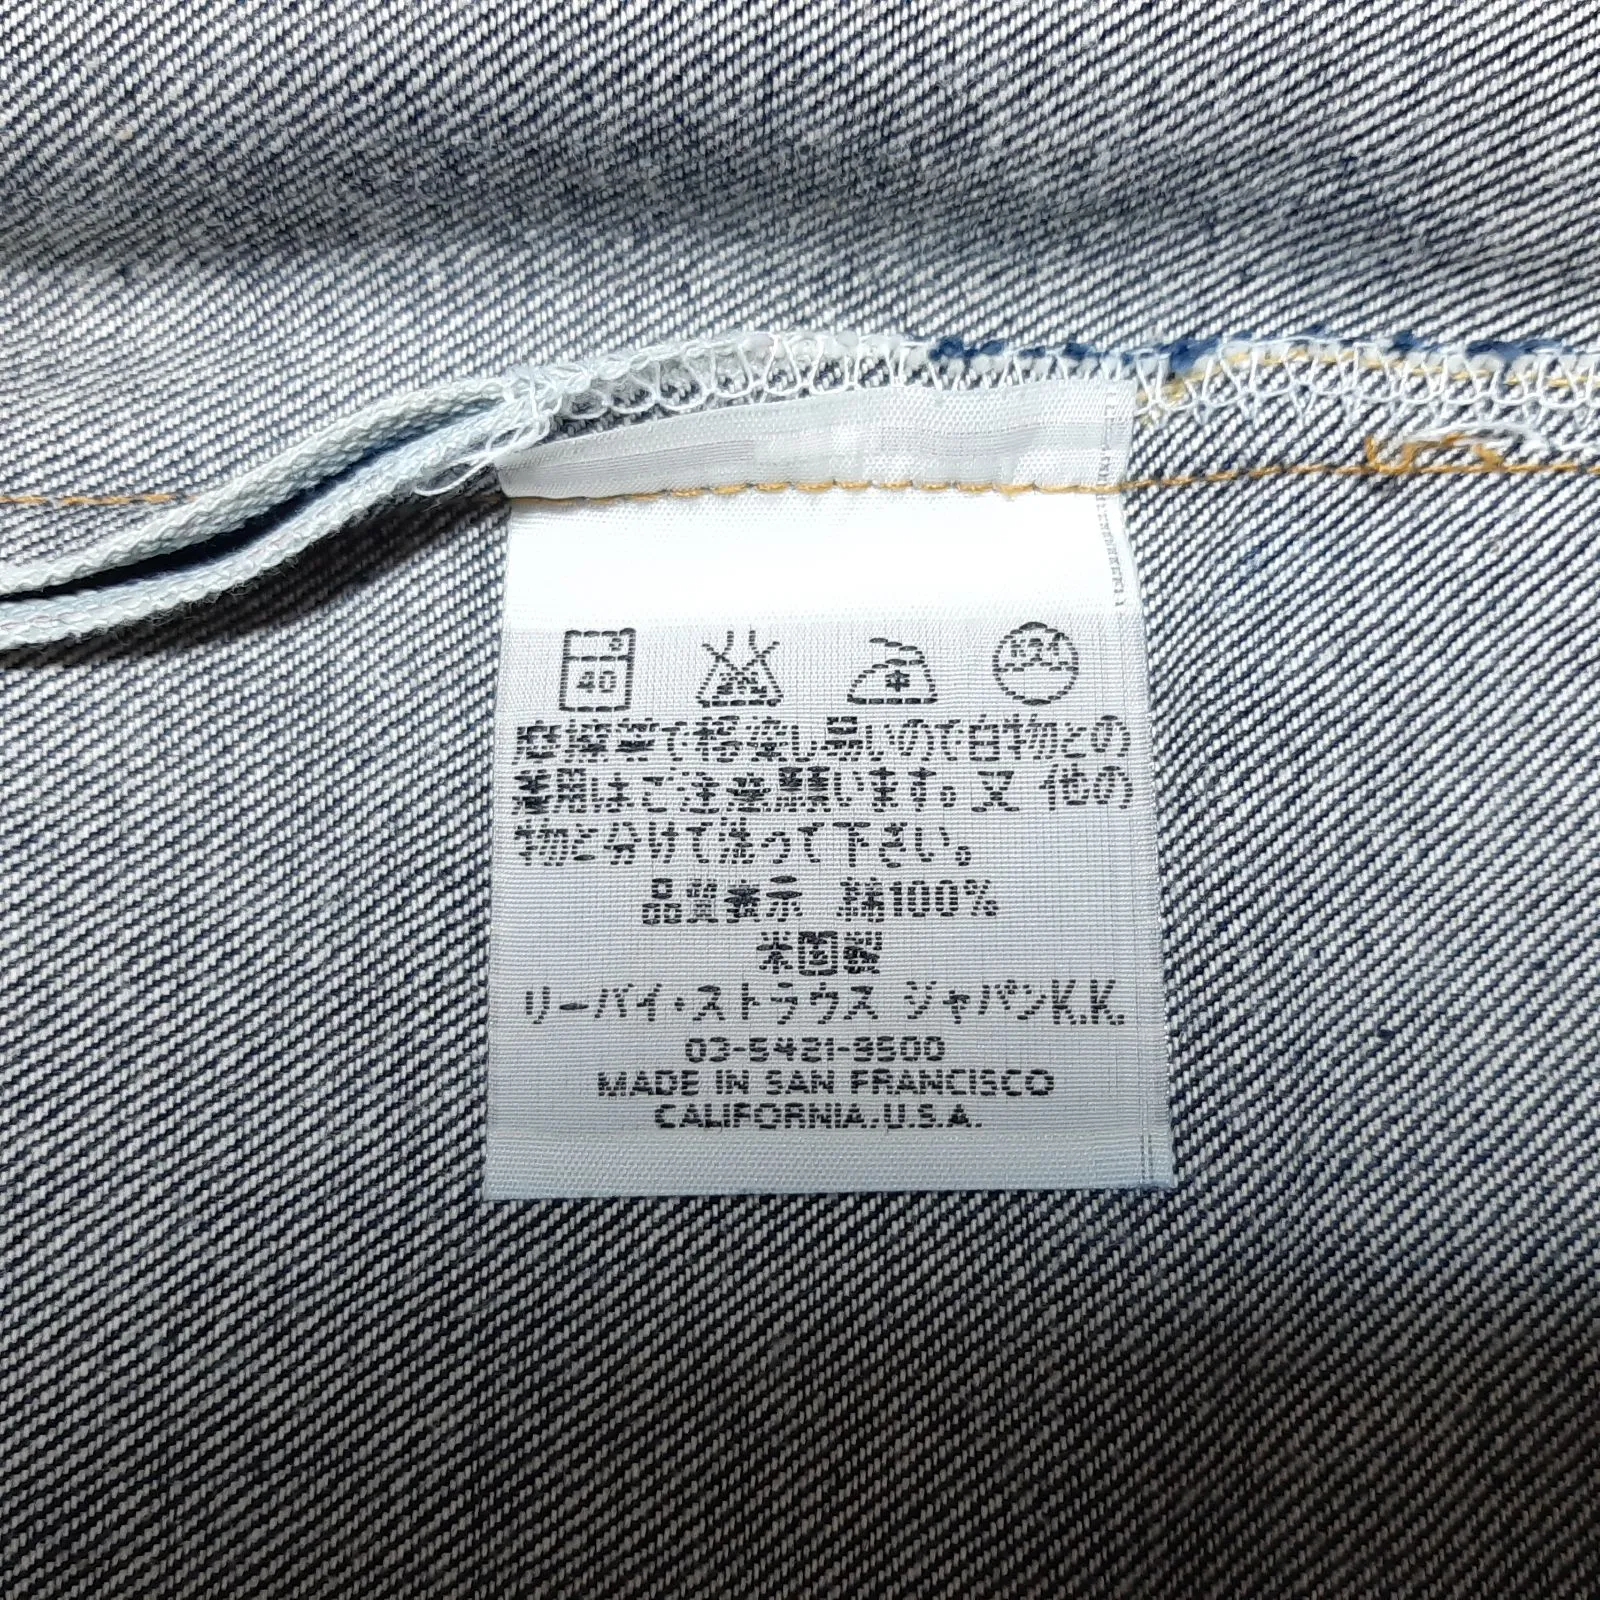 40 中
摩擦等で移染し易いので白物との
着用はご注意願います。又 他の
物と分けて洗って下さい。
品質表示 綿100%
米国製
リーバイ・ストラウス ジャパンK.K.
03-5421-9500
MADE IN SAN FRANCISCO
CALIFORNIA.U.S.A.